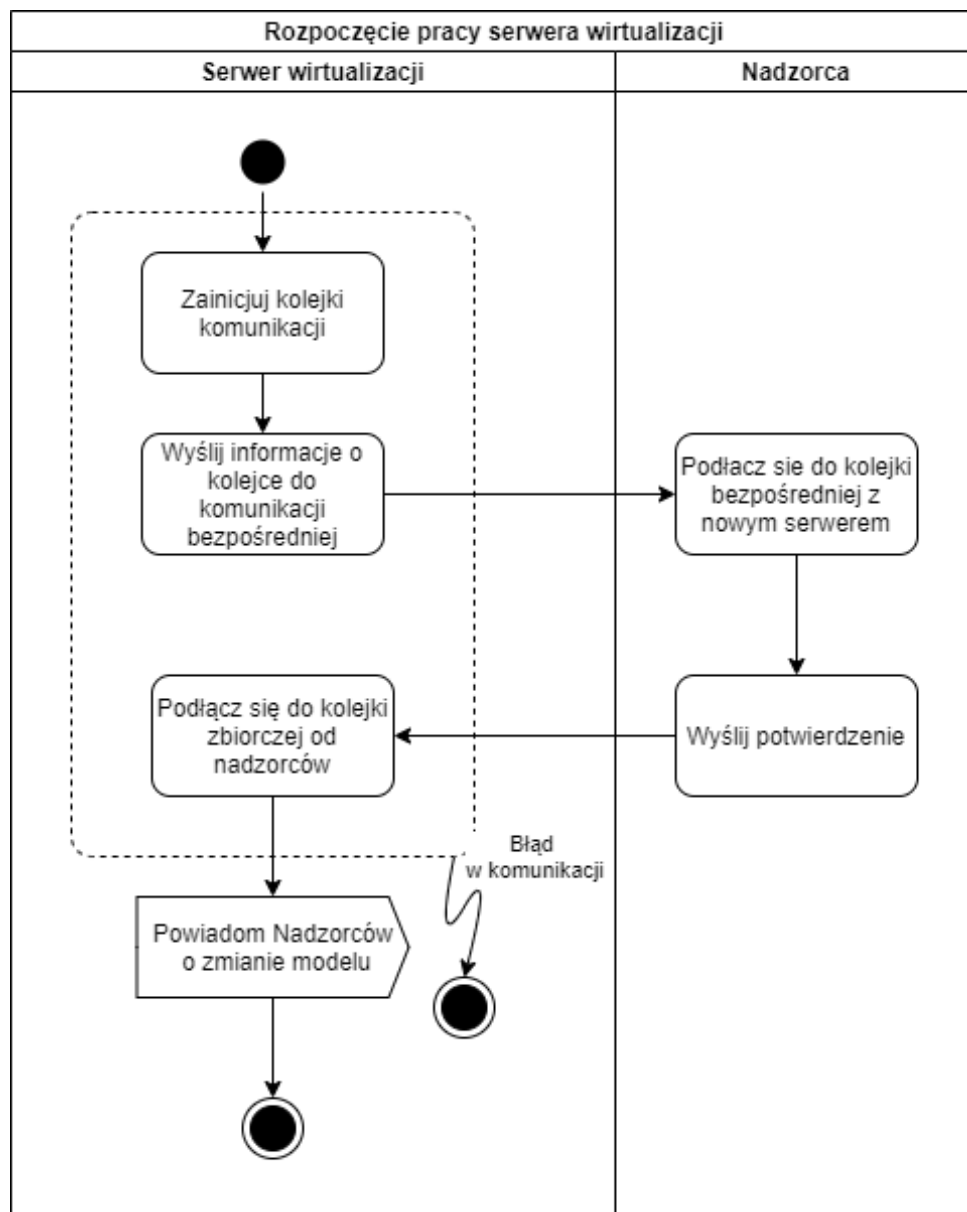 Rozpoczęcie pracy serwera wirtualizacji
Serwer wirtualizacji
Nadzorca
Zainicjuj kolejki
komunikacji
Wyślij informacje o
kolejce do
komunikacji
bezpośredniej
Podłacz sie do kolejki
bezpośredniej z
nowym serwerem
Podłącz się do kolejki
zbiorczej od
nadzorców
Wyślij potwierdzenie
Błąd
w komunikacji
Powiadom Nadzorców
o zmianie modelu